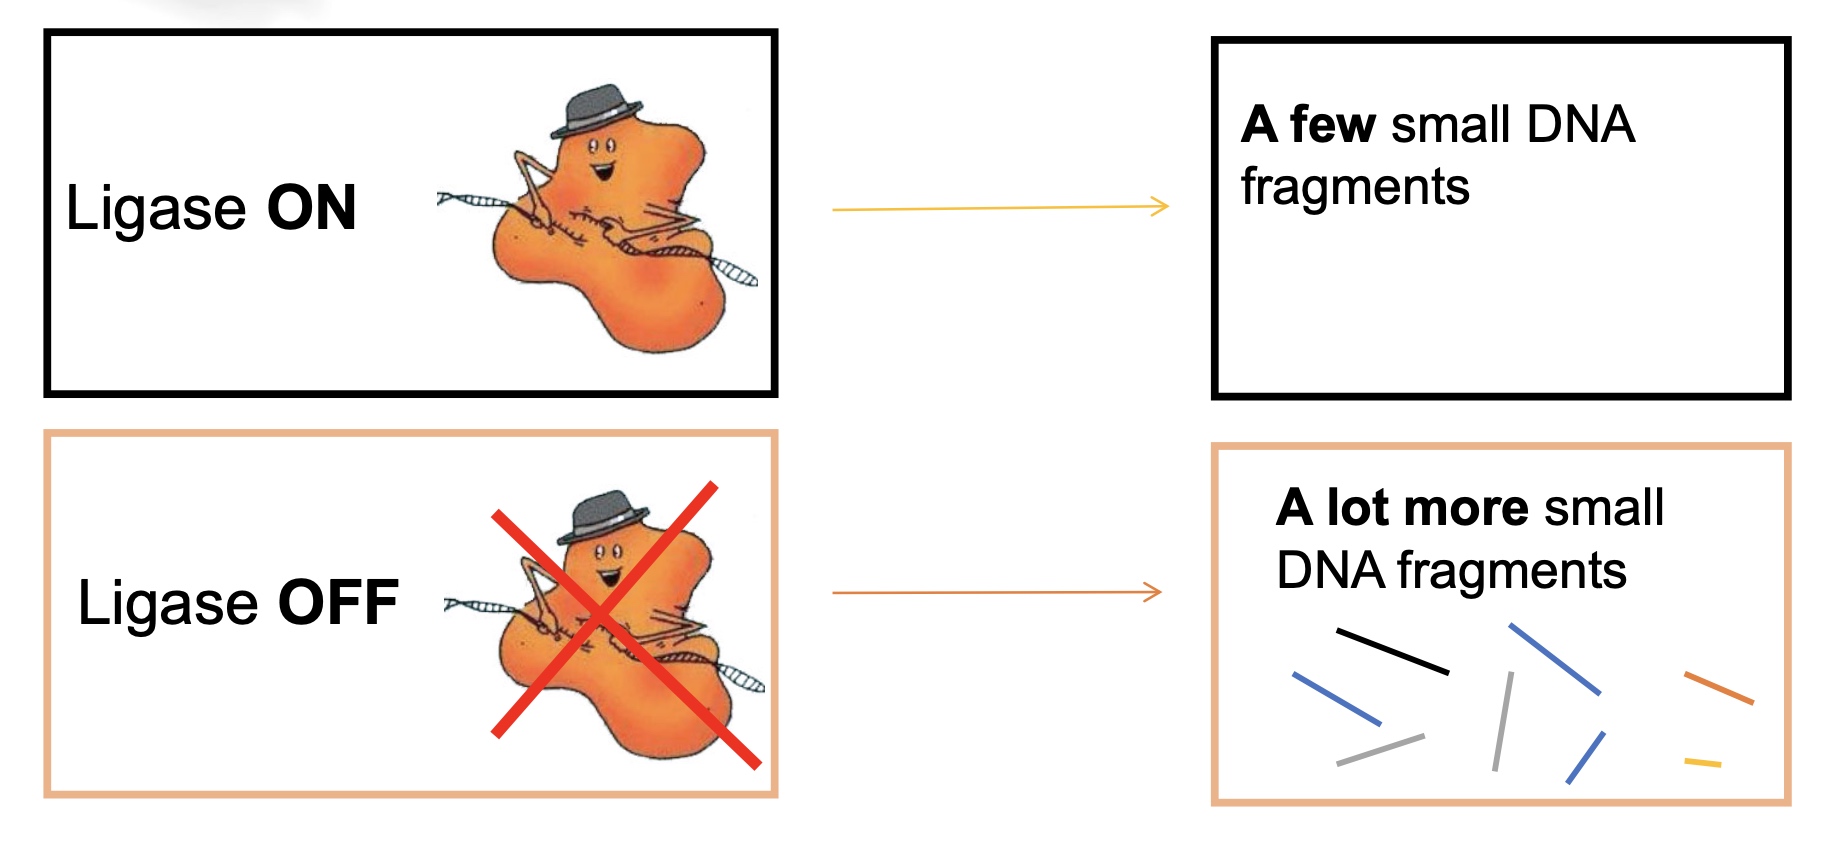 Ligase ON
A few small DNA
fragments
Ligase OFF
A lot more small
DNA fragments